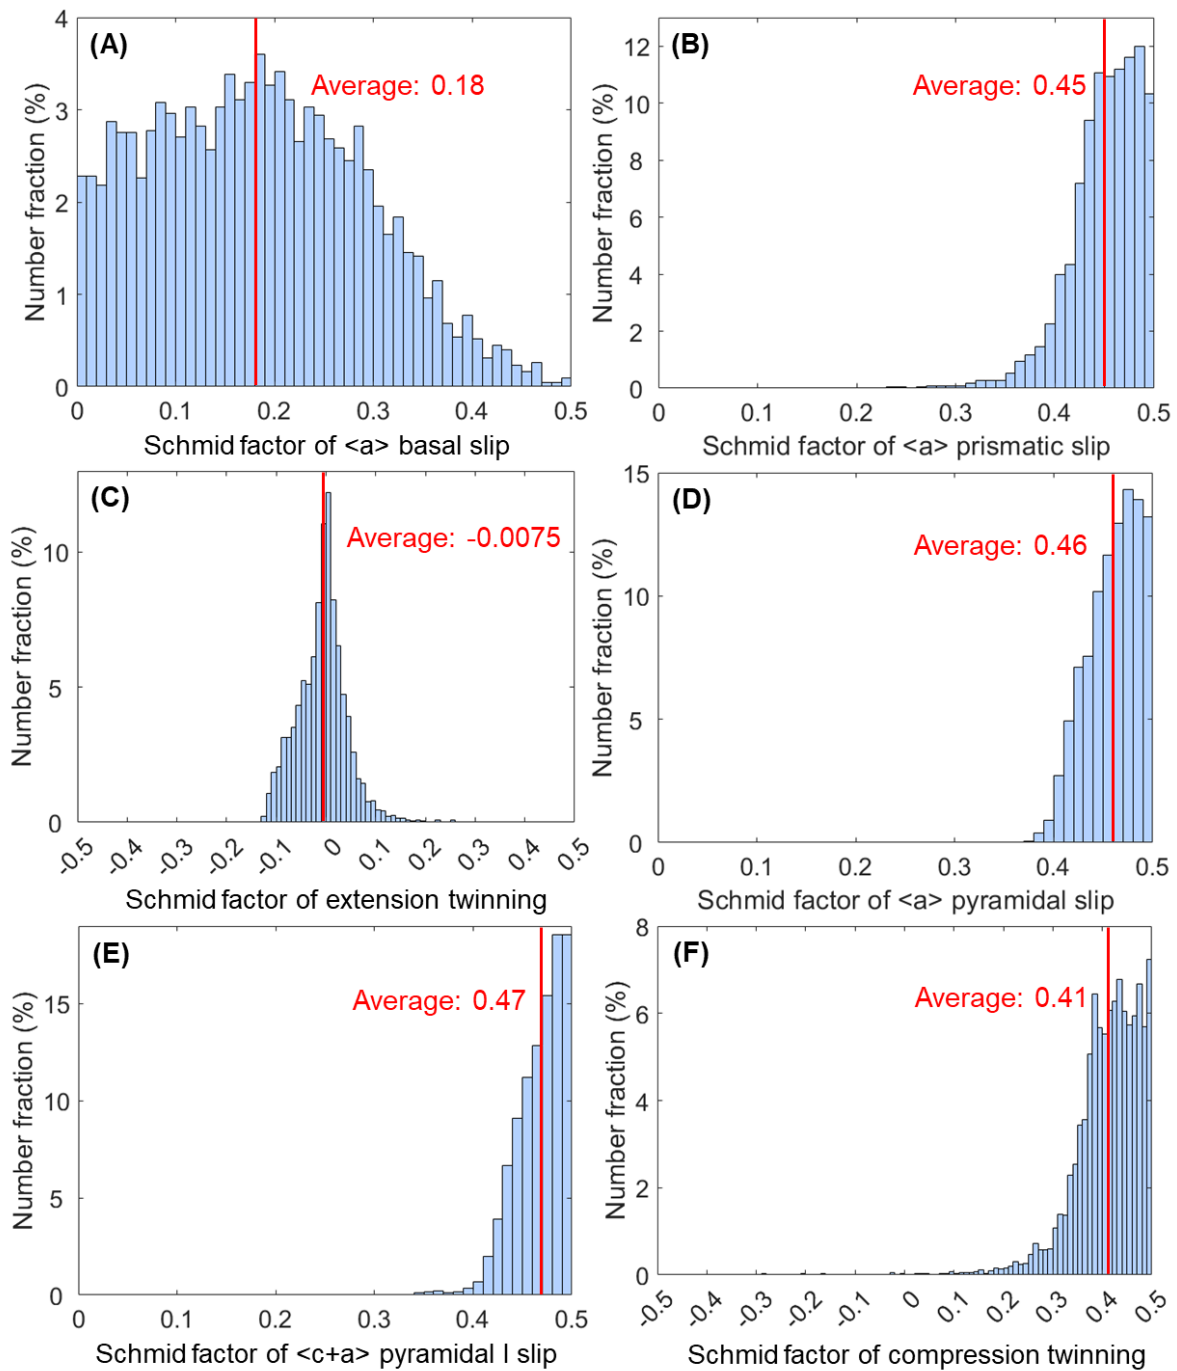 (A)
Average: 0.18
Number fraction (%)
4
3
2
1
0
0 0.1 0.2 0.3 0.4 0.5
Schmid factor of <a> basal slip
(B)
Average: 0.45
Number fraction (%)
12
10
8
6
4
2
0
0 0.1 0.2 0.3 0.4 0.5
Schmid factor of <a> prismatic slip
(C)
Average: -0.0075
Number fraction (%)
10
5
0
-0.5 -0.4 -0.3 -0.2 -0.1 0 0.1 0.2 0.3 0.4 0.5
Schmid factor of extension twinning
(D)
Average: 0.46
Number fraction (%)
15
10
5
0
0 0.1 0.2 0.3 0.4 0.5
Schmid factor of <a> pyramidal slip
(E)
Average: 0.47
Number fraction (%)
15
10
5
0
0 0.1 0.2 0.3 0.4 0.5
Schmid factor of <c+a> pyramidal I slip
(F)
Average: 0.41
Number fraction (%)
8
6
4
2
0
-0.5 -0.4 -0.3 -0.2 -0.1 0 0.1 0.2 0.3 0.4 0.5
Schmid factor of compression twinning